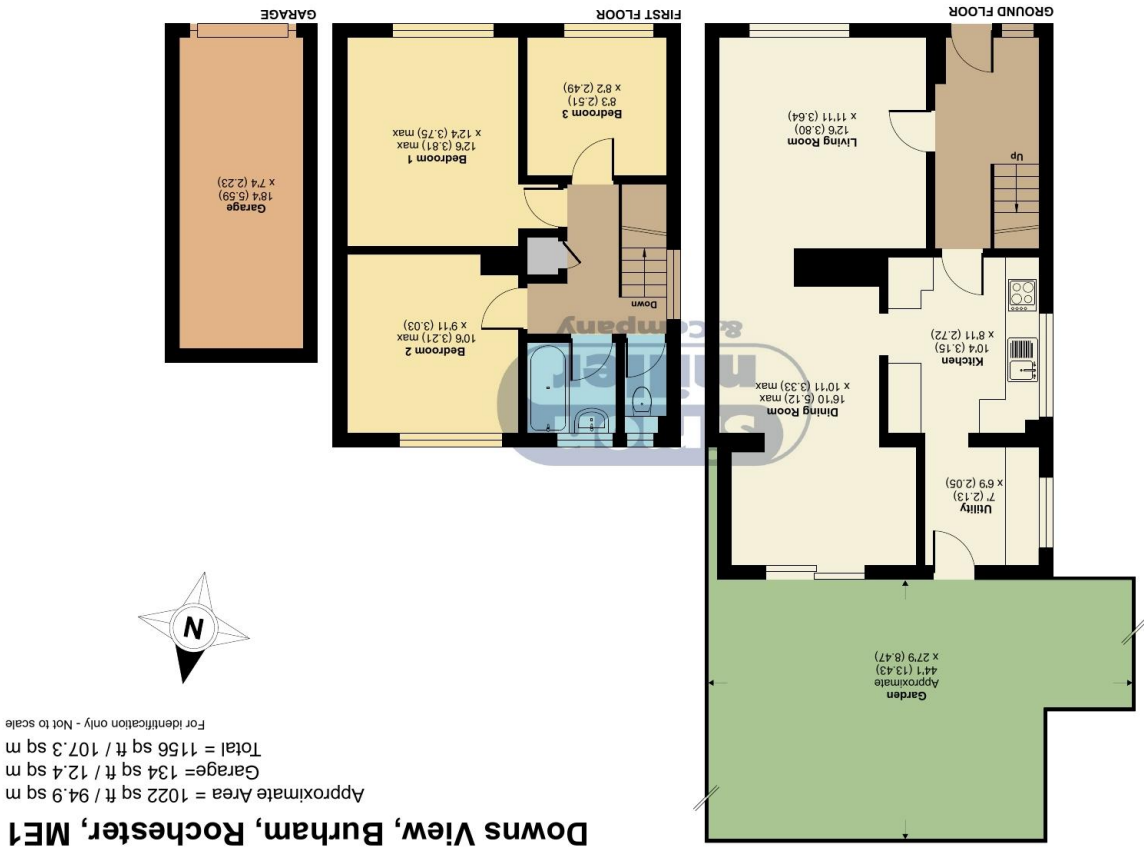 Downs View, Burham, Rochester, ME1
Approximate Area = 1022 sq ft / 94.9 sq m
Garage= 134 sq ft / 12.4 sq m
Total = 1156 sq ft / 107.3 sq m
For identification only - Not to scale
N
Garden
Approximate
44'1 (13.43)
x 27'9 (8.47)
Utility
7' (2.13)
x 6'9 (2.05)
Dining Room
16'10 (5.12) max
x 10'11 (3.33)
max
Kitchen
10'4 (3.15)
x 8'11 (2.72)
Living Room
12'6 (3.80)
x 11'11 (3.64)
Up
GROUND FLOOR
Bedroom 2
10'6 (3.21) max
x 9'11 (3.03)
Down
Bedroom 1
12'6 (3.81) max
x 12'4 (3.75) max
Bedroom 3
8'3 (2.51)
x 8'2 (2.49)
FIRST FLOOR
Garage
18'4 (5.59)
x 7'4 (2.23)
GARAGE
miller
& company